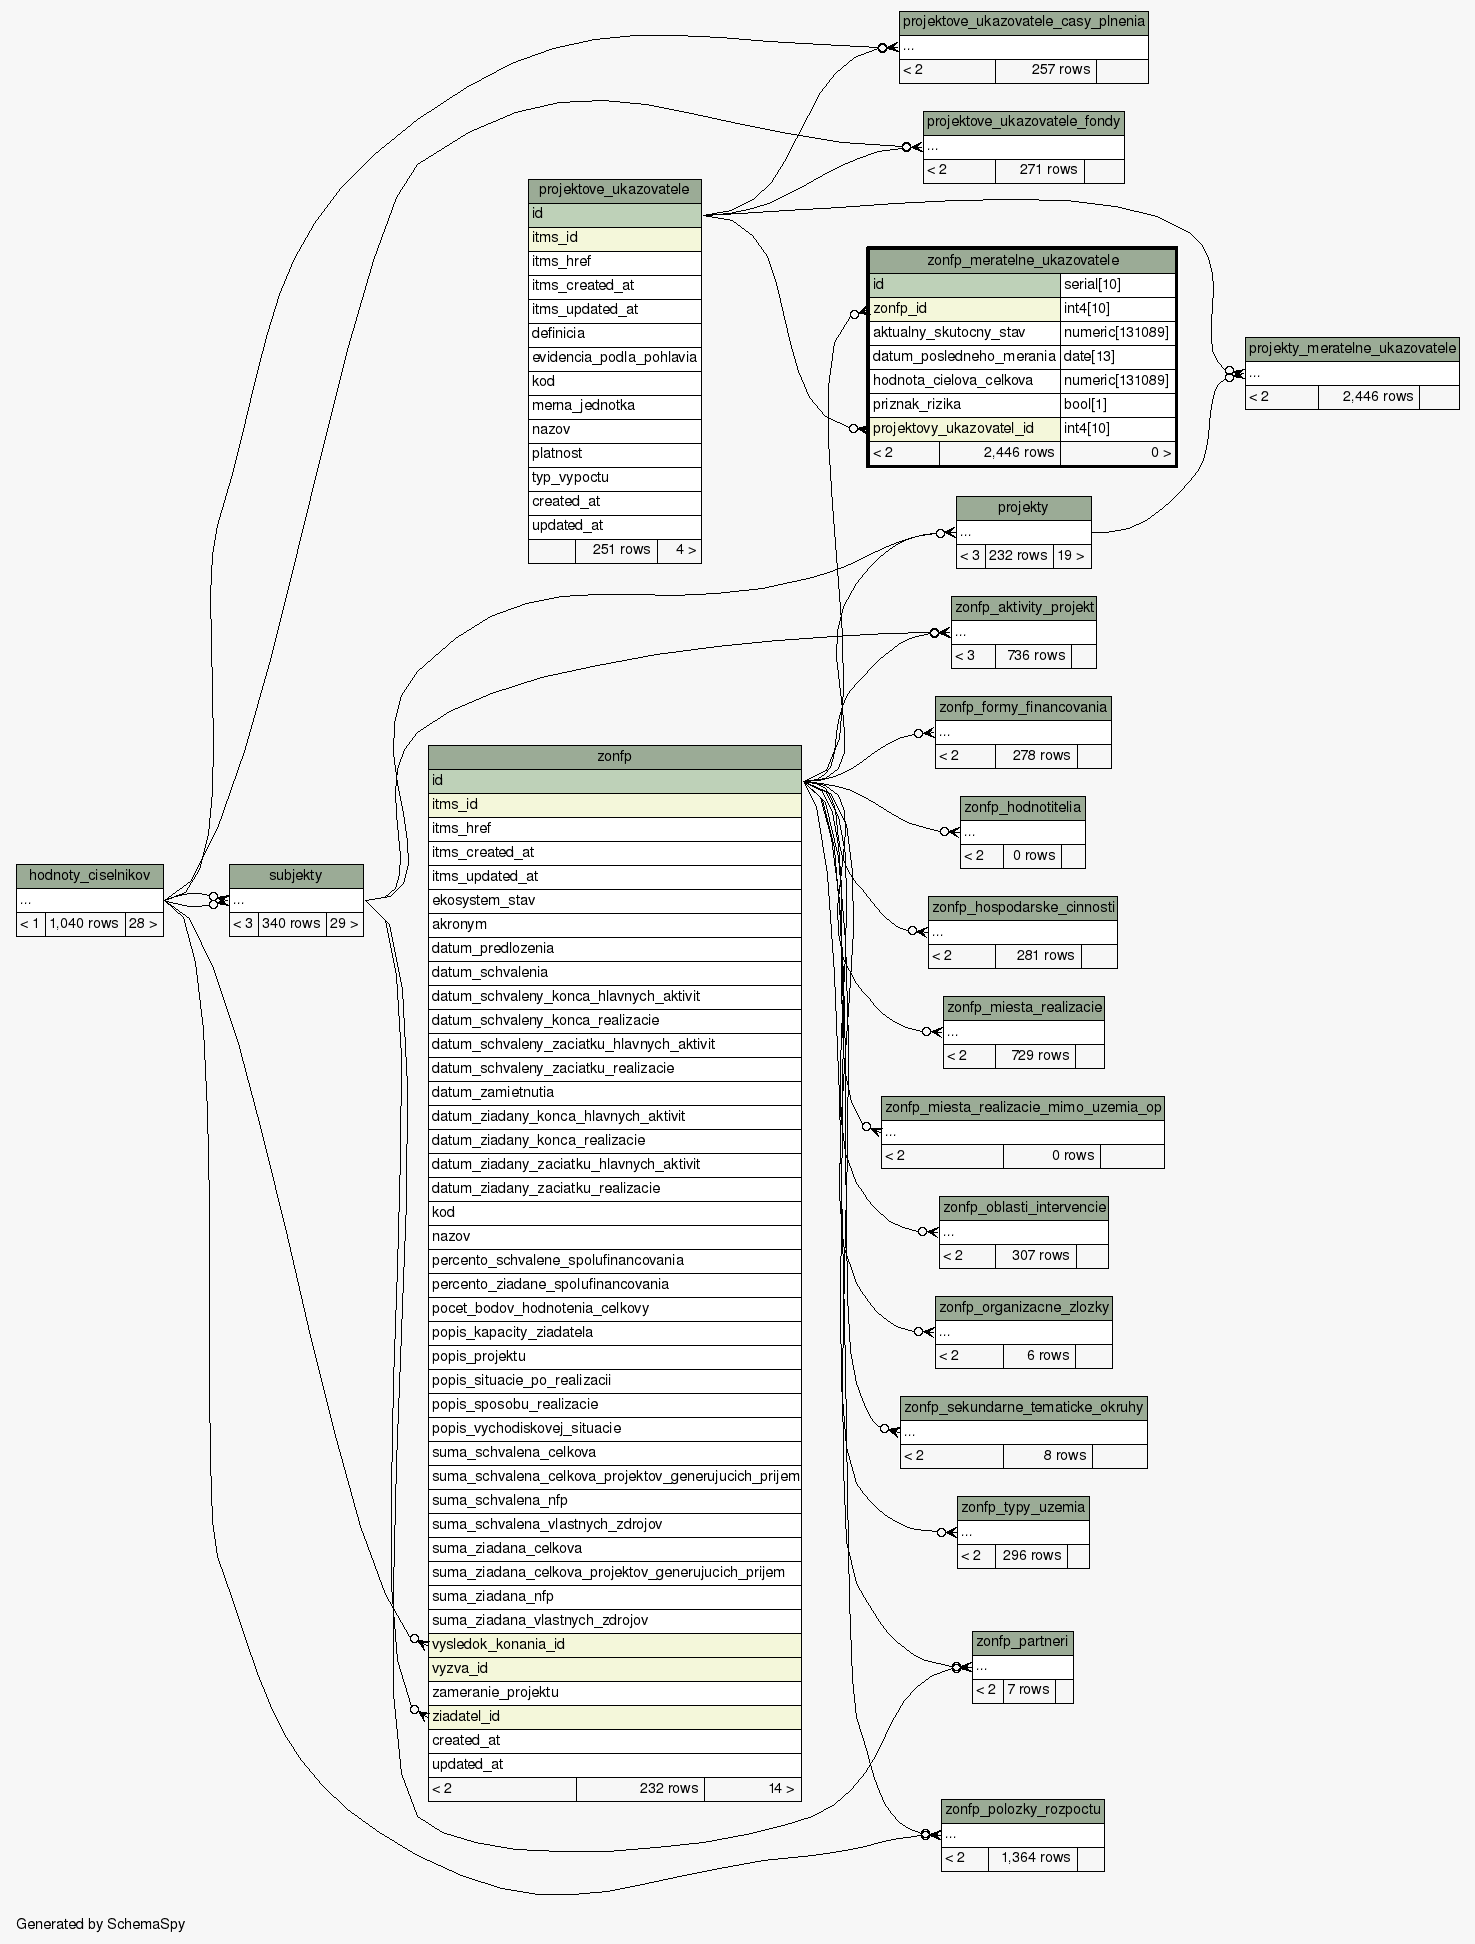 projektove_ukazovatele_casy_plnenia
...
< 2 257 rows
projektove_ukazovatele_fondy
...
< 2 271 rows
projektove_ukazovatele
id
itms_id
itms_href
itms_created_at
itms_updated_at
definicia
evidencia_podla_pohlavia
kod
merna_jednotka
nazov
platnost
typ_vypoctu
created_at
updated_at
251 rows 4 >
zonfp_meratelne_ukazovatele
id serial[10]
zonfp_id int4[10]
aktualny_skutocny_stav numeric[131089]
datum_posledneho_merania date[13]
hodnota_cielova_celkova numeric[131089]
priznak_rizika bool[1]
projektovy_ukazovatel_id int4[10]
< 2 2,446 rows 0 >
projekty_meratelne_ukazovatele
...
< 2 2,446 rows
projekty
...
< 3 232 rows 19 >
zonfp_aktivity_projekt
...
< 3 736 rows
zonfp_formy_financovania
...
< 2 278 rows
zonfp_hodnotitelia
...
< 2 0 rows
hodnoty_ciselnikov
...
< 1 1,040 rows 28 >
subjekty
...
< 3 340 rows 29 >
zonfp
id
itms_id
itms_href
itms_created_at
itms_updated_at
ekosystem_stav
akronym
datum_predlozenia
datum_schvalenia
datum_schvaleny_konca_hlavnych_aktivit
datum_schvaleny_konca_realizacie
datum_schvaleny_zaciatku_hlavnych_aktivit
datum_schvaleny_zaciatku_realizacie
datum_zamietnutia
datum_ziadany_konca_hlavnych_aktivit
datum_ziadany_konca_realizacie
datum_ziadany_zaciatku_hlavnych_aktivit
datum_ziadany_zaciatku_realizacie
kod
nazov
percento_schvalene_spolufinancovania
percento_ziadane_spolufinancovania
pocet_bodov_hodnotenia_celkovy
popis_kapacity_ziadatela
popis_projektu
popis_situacie_po_realizacii
popis_sposobu_realizacie
popis_vychodiskovej_situacie
suma_schvalena_celkova
suma_schvalena_celkova_projektov_generujucich_prijem
suma_schvalena_nfp
suma_schvalena_vlastnych_zdrojov
suma_ziadana_celkova
suma_ziadana_celkova_projektov_generujucich_prijem
suma_ziadana_nfp
suma_ziadana_vlastnych_zdrojov
vysledok_konania_id
vyzva_id
zameranie_projektu
ziadatel_id
created_at
updated_at
< 2 232 rows 14 >
zonfp_hospodarske_cinnosti
...
< 2 281 rows
zonfp_miesta_realizacie
...
< 2 729 rows
zonfp_miesta_realizacie_mimo_uzemia_op
...
< 2 0 rows
zonfp_oblasti_intervencie
...
< 2 307 rows
zonfp_organizacne_zlozky
...
< 2 6 rows
zonfp_sekundarne_tematicke_okruhy
...
< 2 8 rows
zonfp_typy_uzemia
...
< 2 296 rows
zonfp_partneri
...
< 2 7 rows
zonfp_polozky_rozpoctu
...
< 2 1,364 rows
Generated by SchemaSpy